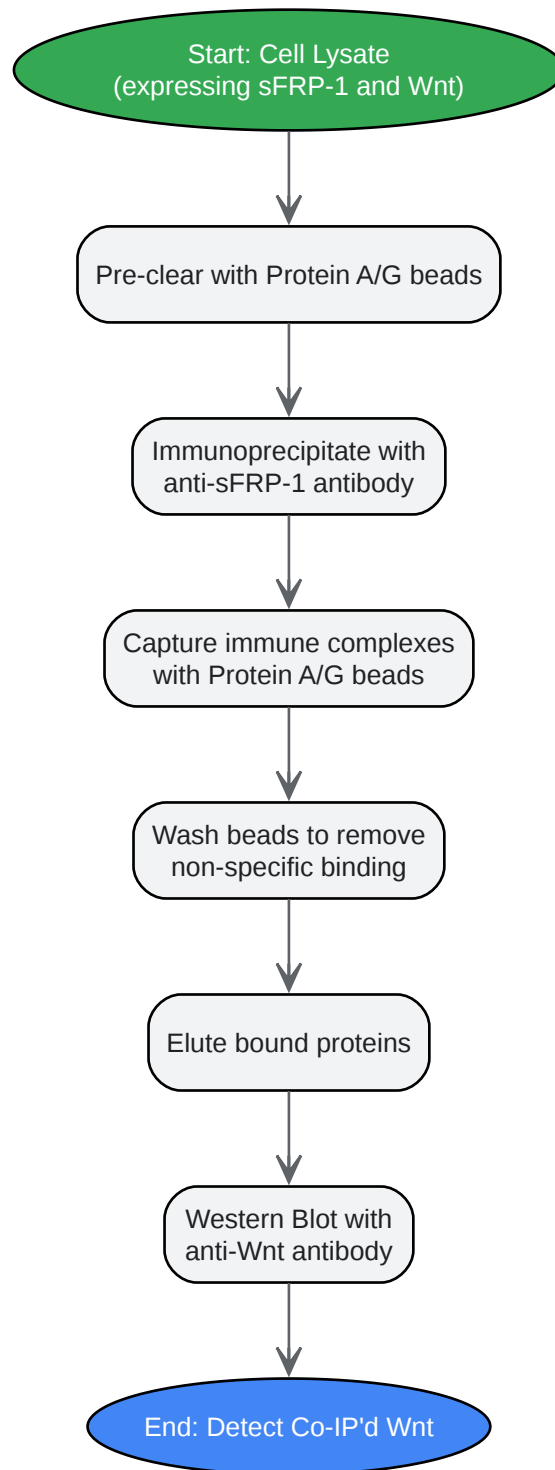 Start: Cell Lysate
(expressing sFRP-1 and Wnt)
Pre-clear with Protein A/G beads
Immunoprecipitate with
anti-sFRP-1 antibody
Capture immune complexes
with Protein A/G beads
Wash beads to remove
non-specific binding
Elute bound proteins
Western Blot with
anti-Wnt antibody
End: Detect Co-IP'd Wnt